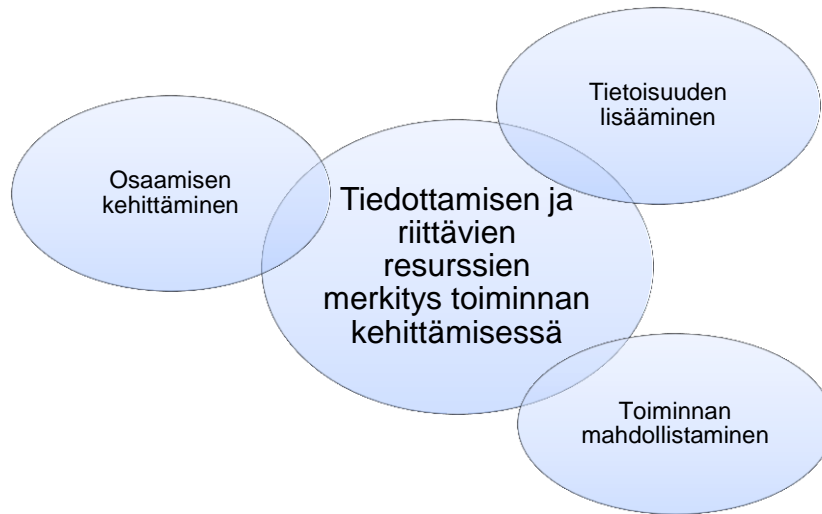 Tietoisuuden
lisääminen
Osaamisen
kehittäminen
Tiedottamisen ja
riittävien
resurssien
merkitys toiminnan
kehittämisessä
Toiminnan
mahdollistaminen